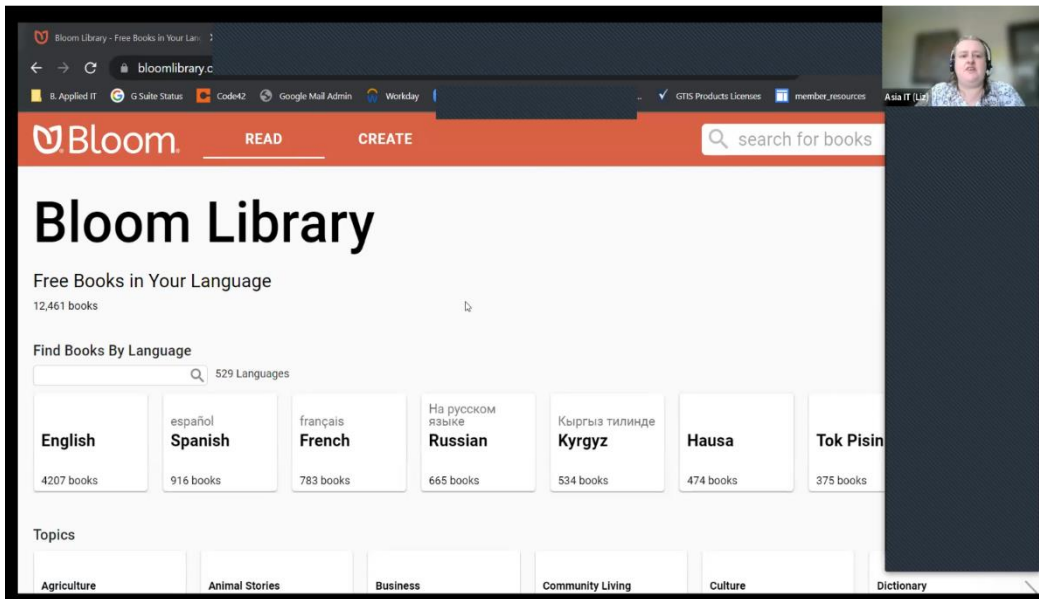 Bloom Library - Free Books in Your Lan
bloomlibrary.c
B. Applied IT G Suite Status Code42 Google Mail Admin Workday GTIS Products Licenses member_resources
Asia IT (Liz)
Bloom READ CREATE search for books
Bloom Library
Free Books in Your Language
12,461 books
Find Books By Language
529 Languages
English
4207 books
español
Spanish
916 books
français
French
783 books
На русском
языке
Russian
665 books
Кыргыз тилинде
Kyrgyz
534 books
Hausa
474 books
Tok Pisin
375 books
Topics
Agriculture Animal Stories Business Community Living Culture Dictionary